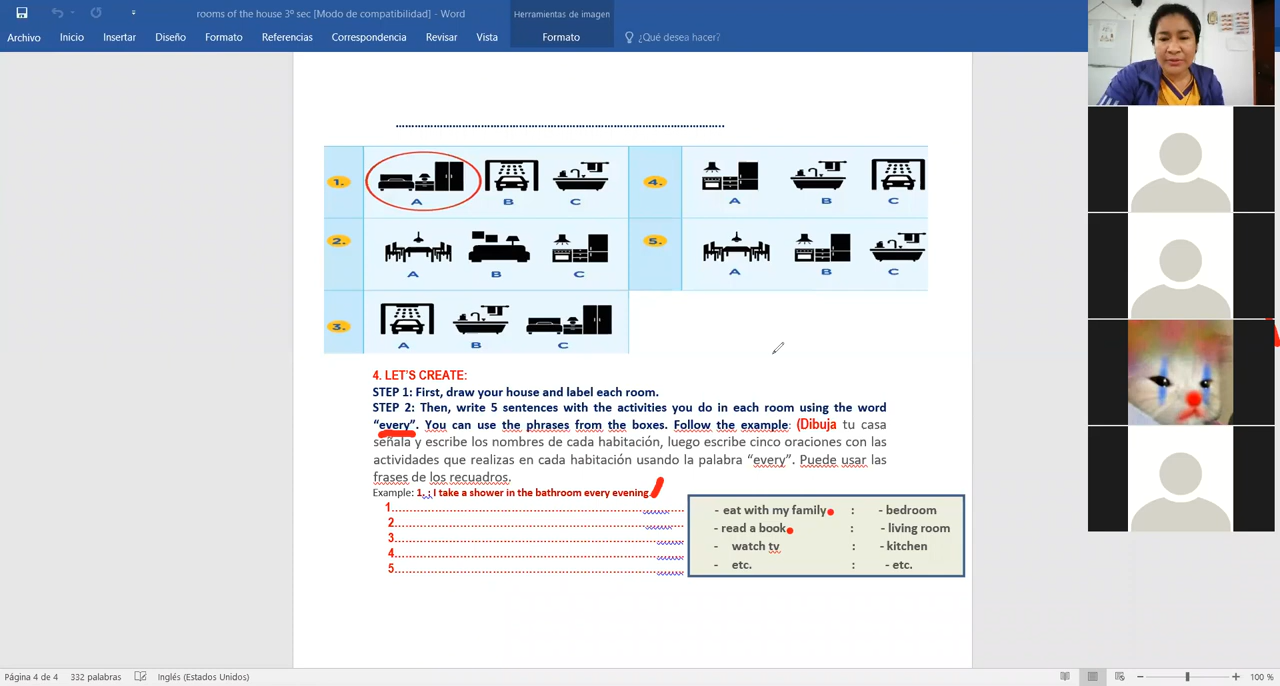 rooms of the house 3º sec [Modo de compatibilidad] - Word
Herramientas de imagen
Archivo Inicio Insertar Diseño Formato Referencias Correspondencia Revisar Vista Formato ¿Qué desea hacer?
1. A B C 4. A B C
2. A B C 5. A B C
3. A B C
4. LET'S CREATE:
STEP 1: First, draw your house and label each room.
STEP 2: Then, write 5 sentences with the activities you do in each room using the word
“every”. You can use the phrases from the boxes. Follow the example: (Dibuja tu casa
señala y escribe los nombres de cada habitación, luego escribe cinco oraciones con las
actividades que realizas en cada habitación usando la palabra “every”. Puede usar las
frases de los recuadros.
Example: 1. : I take a shower in the bathroom every evening
1
2
3
4
5
- eat with my family : - bedroom
- read a book : - living room
- watch tv : - kitchen
- etc. : - etc.
Página 4 de 4 332 palabras Inglés (Estados Unidos) 100 %